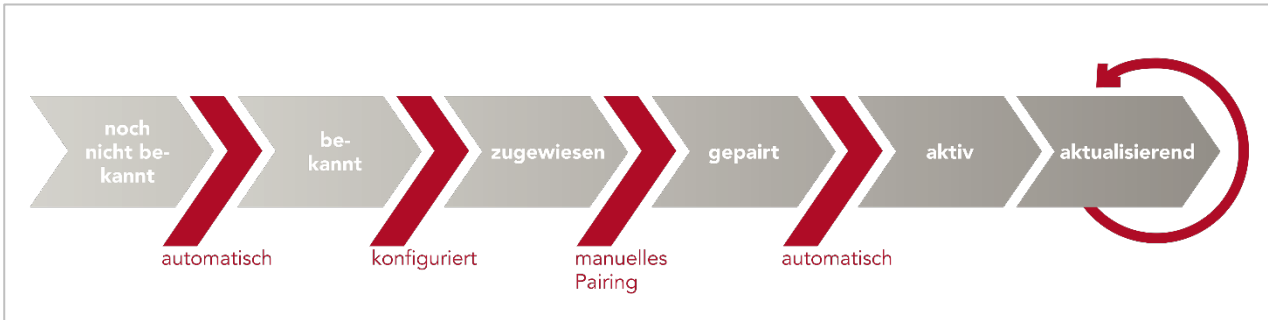 noch
nicht be-
kannt
be-
kannt
zugewiesen
gepairt
aktiv
aktualisierend
automatisch
konfiguriert
manuelles
Pairing
automatisch